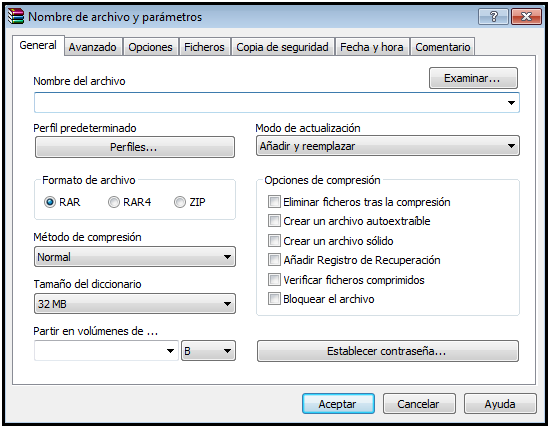 Nombre de archivo y parámetros
General Avanzado Opciones Ficheros Copia de seguridad Fecha y hora Comentario
Nombre del archivo
Examinar...
Perfil predeterminado
Perfiles...
Modo de actualización
Añadir y reemplazar
Formato de archivo
RAR RAR4 ZIP
Método de compresión
Normal
Tamaño del diccionario
32 MB
Partir en volúmenes de ...
B
Opciones de compresión
Eliminar ficheros tras la compresión
Crear un archivo autoextraíble
Crear un archivo sólido
Añadir Registro de Recuperación
Verificar ficheros comprimidos
Bloquear el archivo
Establecer contraseña...
Aceptar Cancelar Ayuda